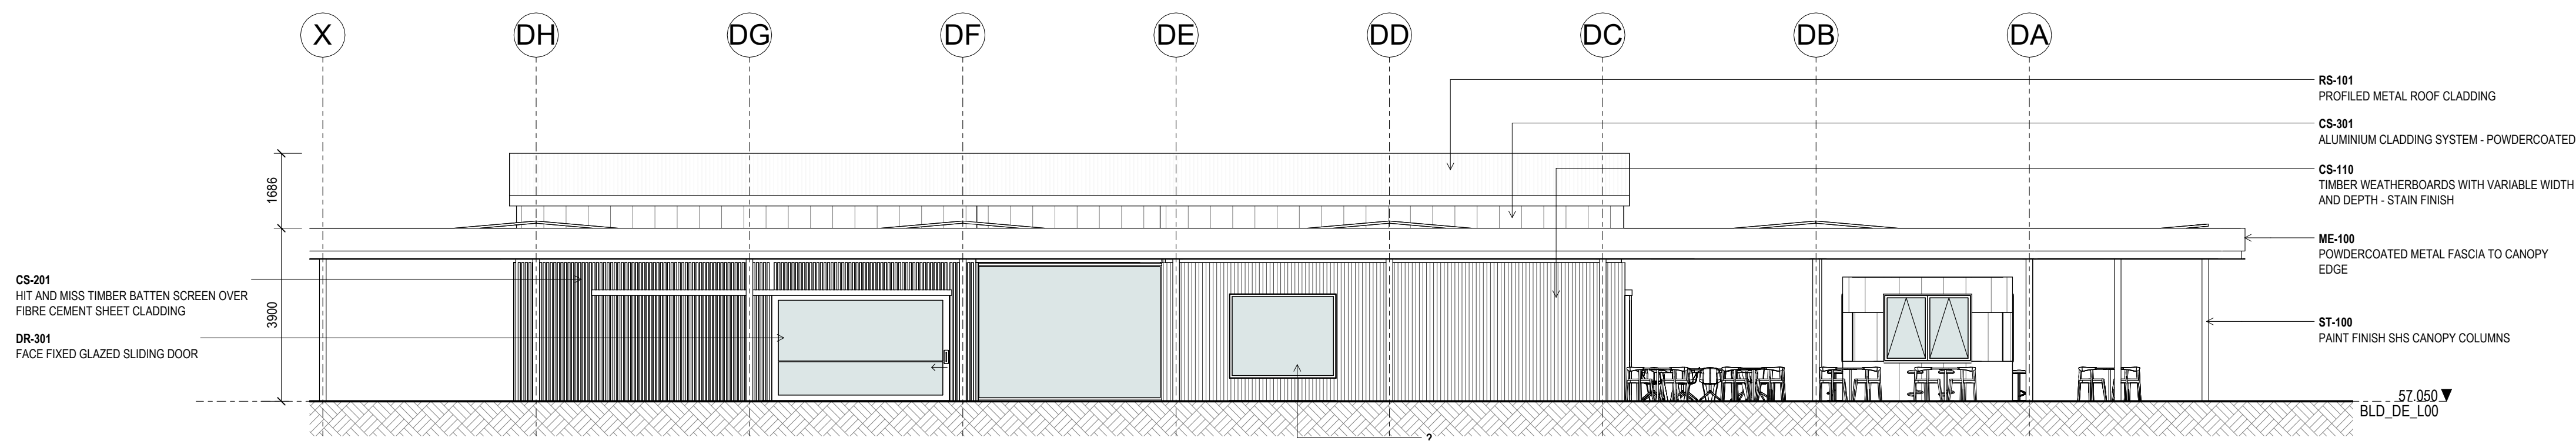 X
DH
DG
DF
DE
DD
DC
DB
DA
RS-101
PROFILED METAL ROOF CLADDING
CS-301
ALUMINIUM CLADDING SYSTEM - POWDERCOATED
CS-110
TIMBER WEATHERBOARDS WITH VARIABLE WIDTH
AND DEPTH - STAIN FINISH
ME-100
POWDERCOATED METAL FASCIA TO CANOPY
EDGE
ST-100
PAINT FINISH SHS CANOPY COLUMNS
1686
3900
CS-201
HIT AND MISS TIMBER BATTEN SCREEN OVER
FIBRE CEMENT SHEET CLADDING
DR-301
FACE FIXED GLAZED SLIDING DOOR
57.050
BLD_DE_L00
?